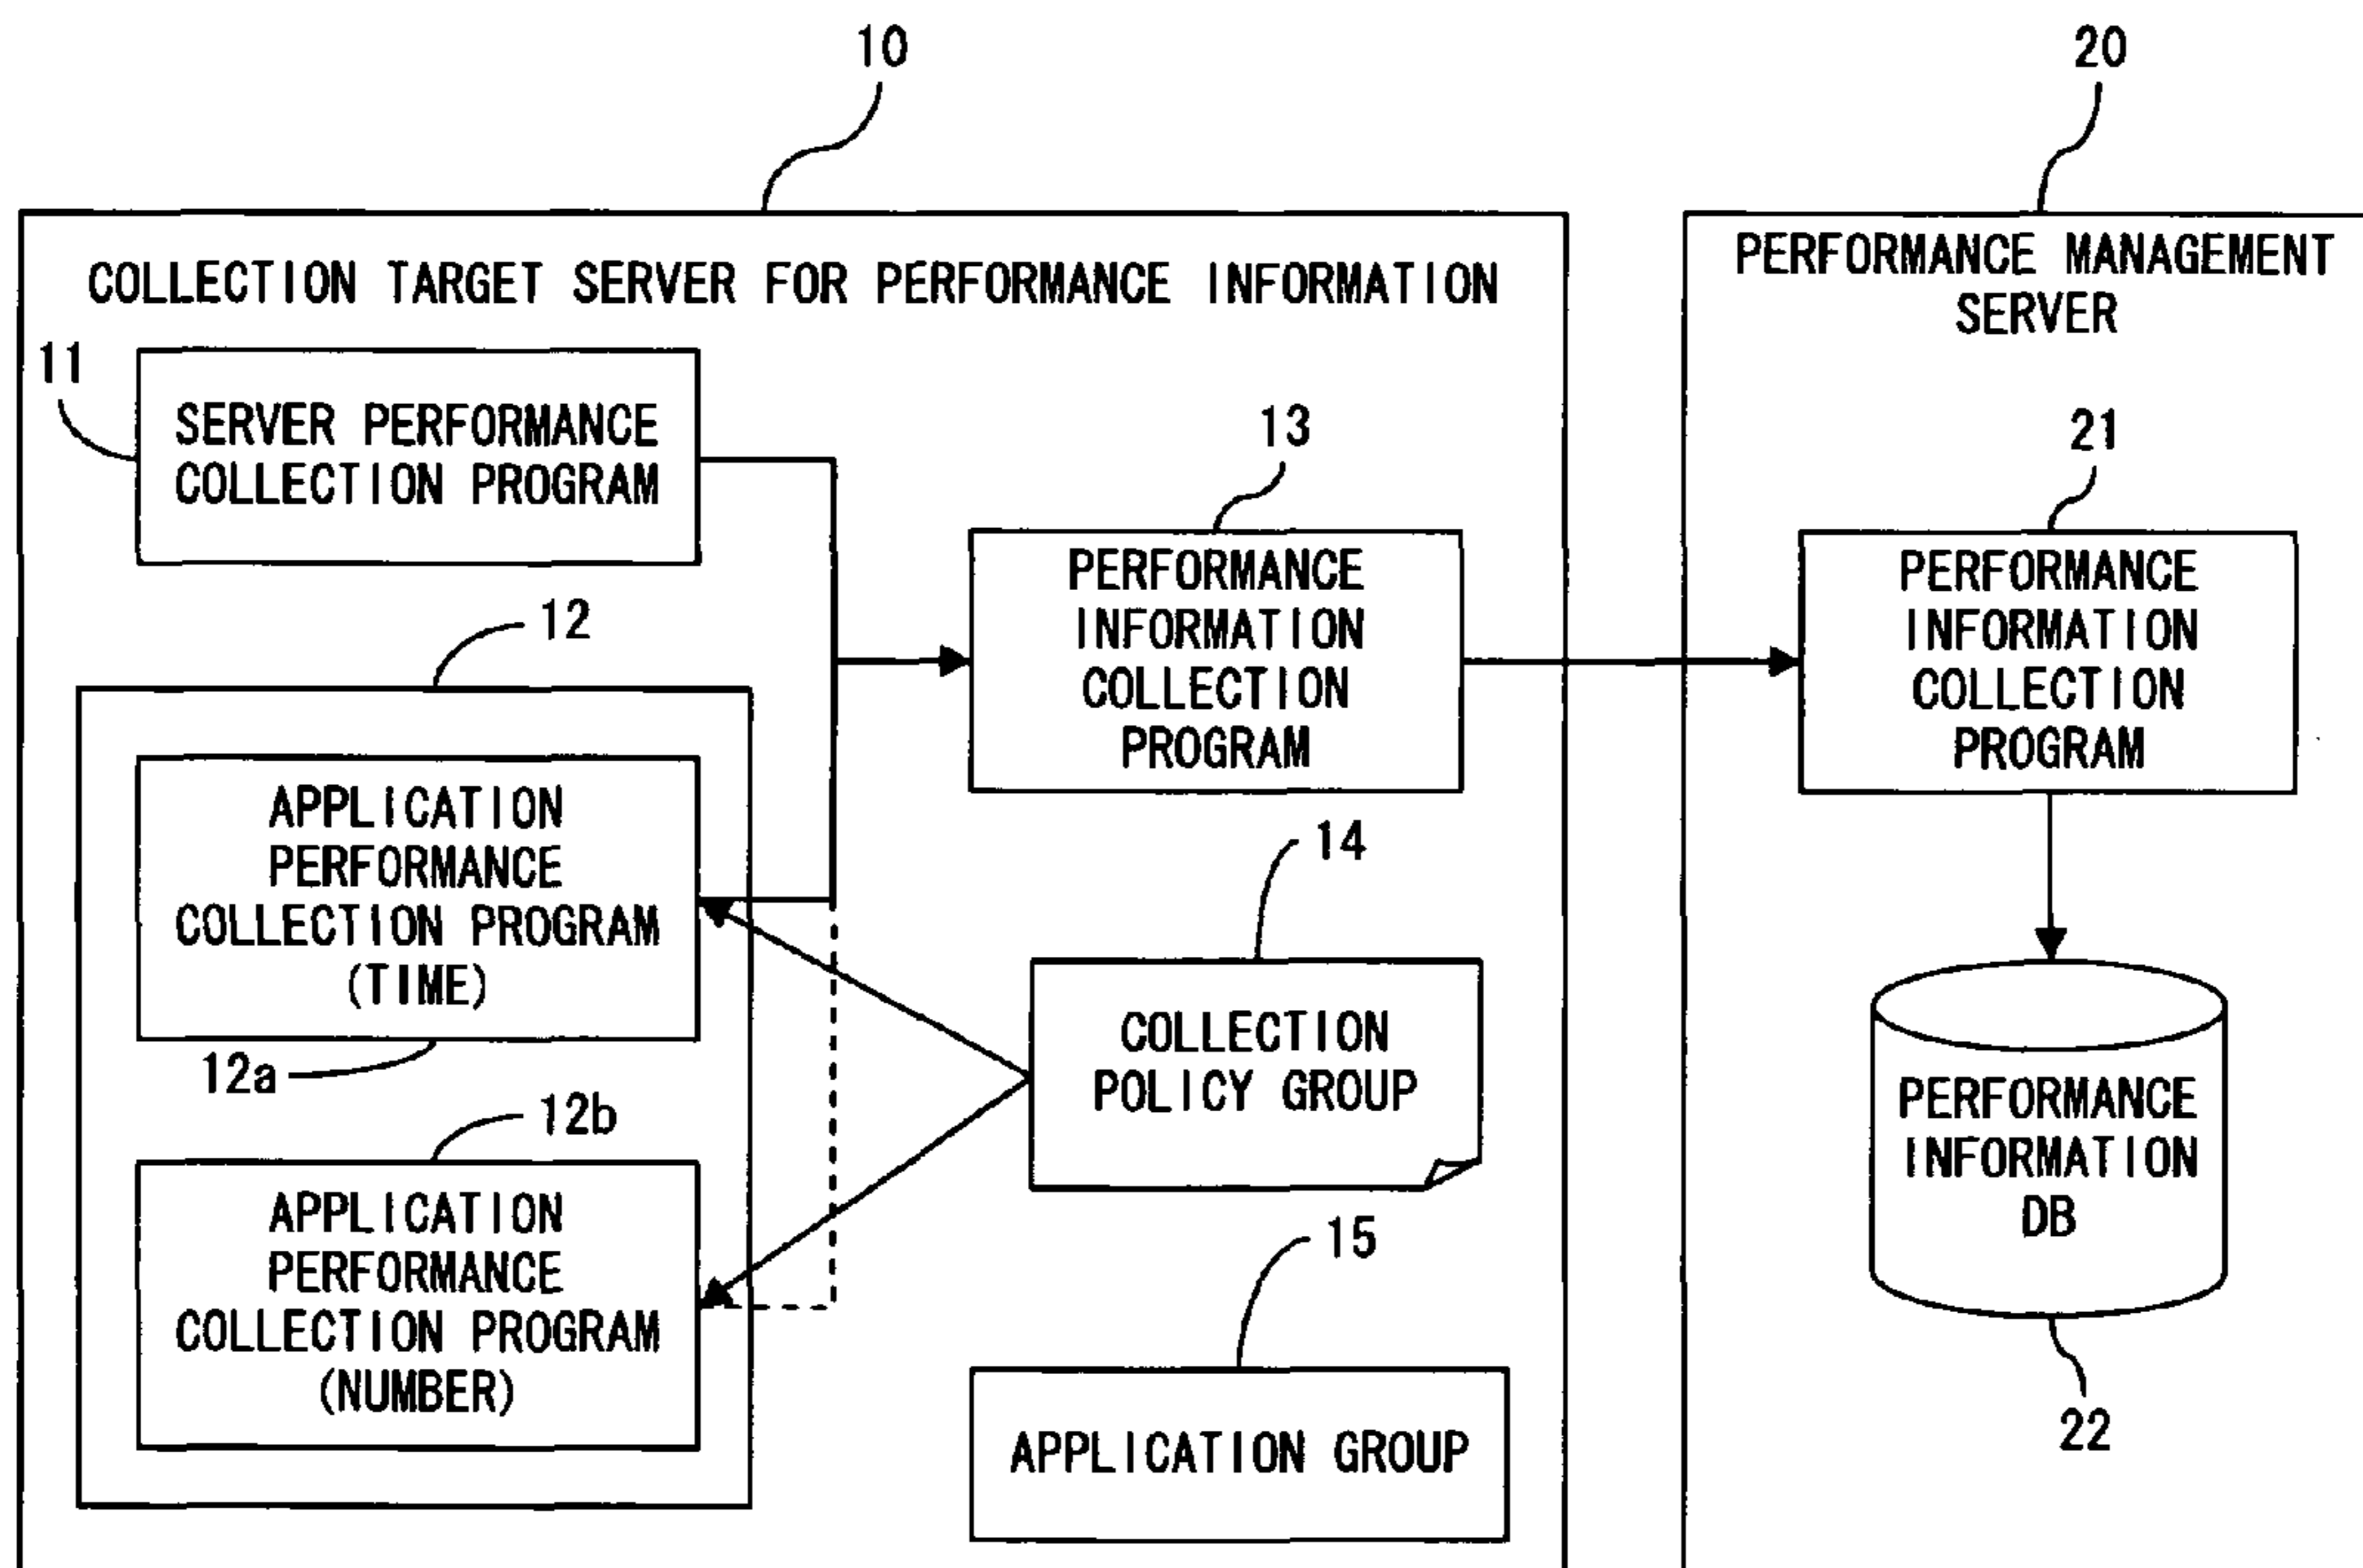 10
20
COLLECTION TARGET SERVER FOR PERFORMANCE INFORMATION
PERFORMANCE MANAGEMENT
SERVER
11
SERVER PERFORMANCE
COLLECTION PROGRAM
13
PERFORMANCE
INFORMATION
COLLECTION
PROGRAM
21
PERFORMANCE
INFORMATION
COLLECTION
PROGRAM
12
APPLICATION
PERFORMANCE
COLLECTION PROGRAM
(TIME)
12a
14
COLLECTION
POLICY GROUP
PERFORMANCE
INFORMATION
DB
22
12b
APPLICATION
PERFORMANCE
COLLECTION PROGRAM
(NUMBER)
15
APPLICATION GROUP